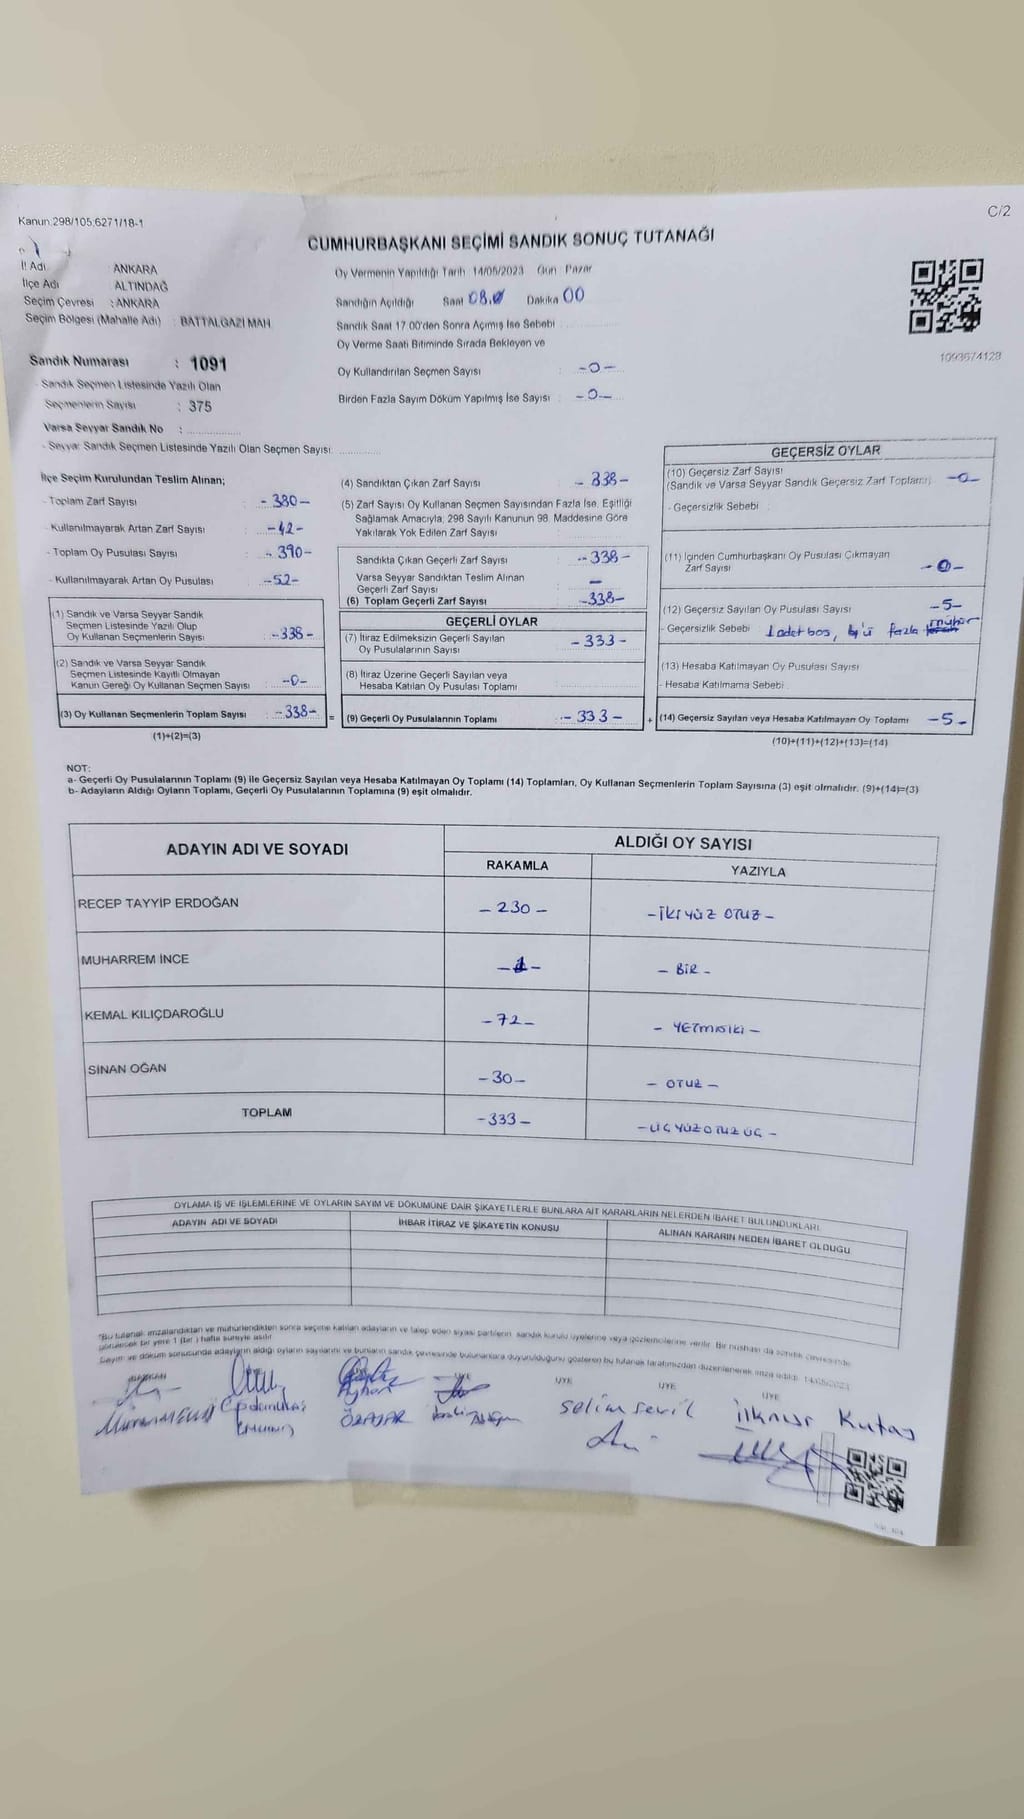 Kanun:298/105;6271/18-1
C/2
CUMHURBAŞKANI SEÇİMİ SANDIK SONUÇ TUTANAĞI
İl Adı : ANKARA
İlçe Adı : ALTINDAĞ
Seçim Çevresi : ANKARA
Seçim Bölgesi (Mahalle Adı) : BATTALGAZİ MAH
Sandık Numarası : 1091
- Sandık Seçmen Listesinde Yazılı Olan
Seçmenlerin Sayısı : 375
Varsa Seyyar Sandık No :
- Seyyar Sandık Seçmen Listesinde Yazılı Olan Seçmen Sayısı:
Oy Vermenin Yapıldığı Tarih 14/05/2023 Gün Pazar
Sandığın Açıldığı Saat 08.0 Dakika 00
Sandık Saat 17.00'den Sonra Açımış İse Sebebi
Oy Verme Saati Bitiminde Sırada Bekleyen ve
Oy Kullandırılan Seçmen Sayısı : -0-
Birden Fazla Sayım Döküm Yapılmış İse Sayısı : -0-
1093674128
İlçe Seçim Kurulundan Teslim Alınan;
- Toplam Zarf Sayısı : -380-
- Kullanılmayarak Artan Zarf Sayısı : -42-
- Toplam Oy Pusulası Sayısı : -390-
- Kullanılmayarak Artan Oy Pusulası : -52-
(1) Sandık ve Varsa Seyyar Sandık
Seçmen Listesinde Yazılı Olup
Oy Kullanan Seçmenlerin Sayısı : -338-
(2) Sandık ve Varsa Seyyar Sandık
Seçmen Listesinde Kayıtlı Olmayan
Kanun Gereği Oy Kullanan Seçmen Sayısı -0-
(3) Oy Kullanan Seçmenlerin Toplam Sayısı : -338- =
(1)+(2)=(3)
(4) Sandıktan Çıkan Zarf Sayısı : -338-
(5) Zarf Sayısı Oy Kullanan Seçmen Sayısından Fazla İse, Eşitliği
Sağlamak Amacıyla; 298 Sayılı Kanunun 98. Maddesine Göre
Yakılarak Yok Edilen Zarf Sayısı
Sandıkta Çıkan Geçerli Zarf Sayısı : -338-
Varsa Seyyar Sandıktan Teslim Alınan
Geçerli Zarf Sayısı : -
(6) Toplam Geçerli Zarf Sayısı -338-
GEÇERLİ OYLAR
(7) İtiraz Edilmeksizin Geçerli Sayılan
Oy Pusulalarının Sayısı : -333-
(8) İtiraz Üzerine Geçerli Sayılan veya
Hesaba Katılan Oy Pusulası Toplamı
(9) Geçerli Oy Pusulalarının Toplamı : -333- +
GEÇERSİZ OYLAR
(10) Geçersiz Zarf Sayısı
(Sandık ve Varsa Seyyar Sandık Geçersiz Zarf Toplamı) -0-
- Geçersizlik Sebebi :
(11) İçinden Cumhurbaşkanı Oy Pusulası Çıkmayan
Zarf Sayısı -0-
(12) Geçersiz Sayılan Oy Pusulası Sayısı -5-
- Geçersizlik Sebebi 1 adet boş, 4'ü fazla mühür
(13) Hesaba Katılmayan Oy Pusulası Sayısı
- Hesaba Katılmama Sebebi
(14) Geçersiz Sayılan veya Hesaba Katılmayan Oy Toplamı -5-
(10)+(11)+(12)+(13)=(14)
NOT:
a- Geçerli Oy Pusulalarının Toplamı (9) ile Geçersiz Sayılan veya Hesaba Katılmayan Oy Toplamı (14) Toplamları, Oy Kullanan Seçmenlerin Toplam Sayısına (3) eşit olmalıdır. (9)+(14)=(3)
b- Adayların Aldığı Oyların Toplamı, Geçerli Oy Pusulalarının Toplamına (9) eşit olmalıdır.
ADAYIN ADI VE SOYADI ALDIĞI OY SAYISI
RAKAMLA YAZIYLA
RECEP TAYYİP ERDOĞAN -230- -İKİ YÜZ OTUZ-
MUHARREM İNCE -1- -BİR-
KEMAL KILIÇDAROĞLU -72- -YETMİŞİKİ-
SİNAN OĞAN -30- -OTUZ-
TOPLAM -333- -ÜÇ YÜZ OTUZ ÜÇ-
OYLAMA İŞ VE İŞLEMLERİNE VE OYLARIN SAYIM VE DÖKÜMÜNE DAİR ŞİKAYETLERLE BUNLARA AİT KARARLARIN NELERDEN İBARET BULUNDUKLARI
ADAYIN ADI VE SOYADI İHBAR İTİRAZ VE ŞİKAYETİN KONUSU ALINAN KARARIN NEDEN İBARET OLDUĞU
*Bu tutanak imzalandıktan ve mühürlendikten sonra seçime katılan adayların ve talep eden siyasi partilerin sandık kurulu üyelerine veya gözlemcilerine verilir. Bir nüshası da sandık çevresinde
görünecek bir yere 1 (bir) hafta süreyle asılır
Sayım ve döküm sonucunda adayların aldığı oyların sayılarını ve bunların sandık çevresinde bulunanlara duyurulduğunu gösteren bu tutanak tarafımızdan düzenlenerek imza edildi. 14/05/2023
BAŞKAN ÜYE ÜYE ÜYE ÜYE
Ayhan ÖZAÇAR
Selim sevil
ilknur Kutaş